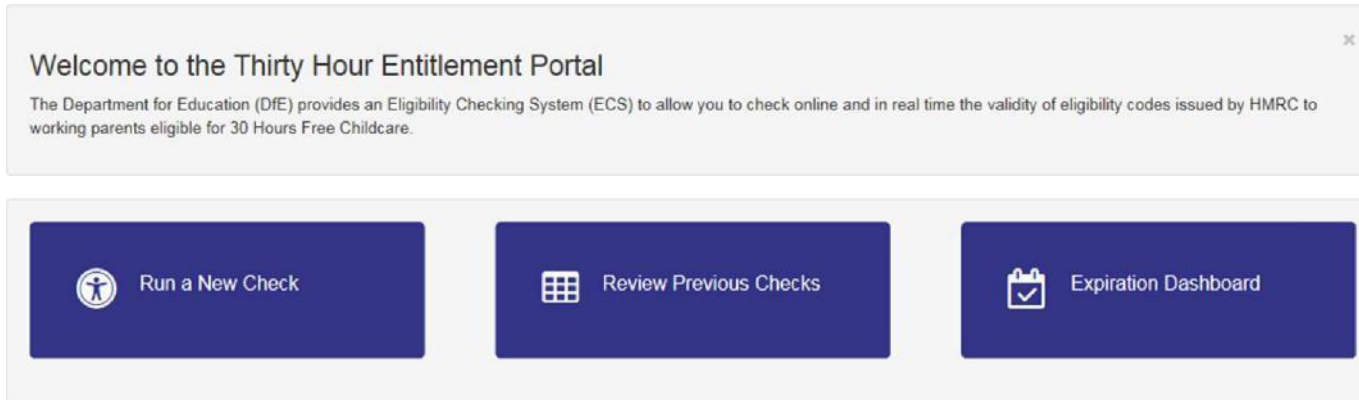 Welcome to the Thirty Hour Entitlement Portal
The Department for Education (DfE) provides an Eligibility Checking System (ECS) to allow you to check online and in real time the validity of eligibility codes issued by HMRC to
working parents eligible for 30 Hours Free Childcare.
Run a New Check
Review Previous Checks
Expiration Dashboard